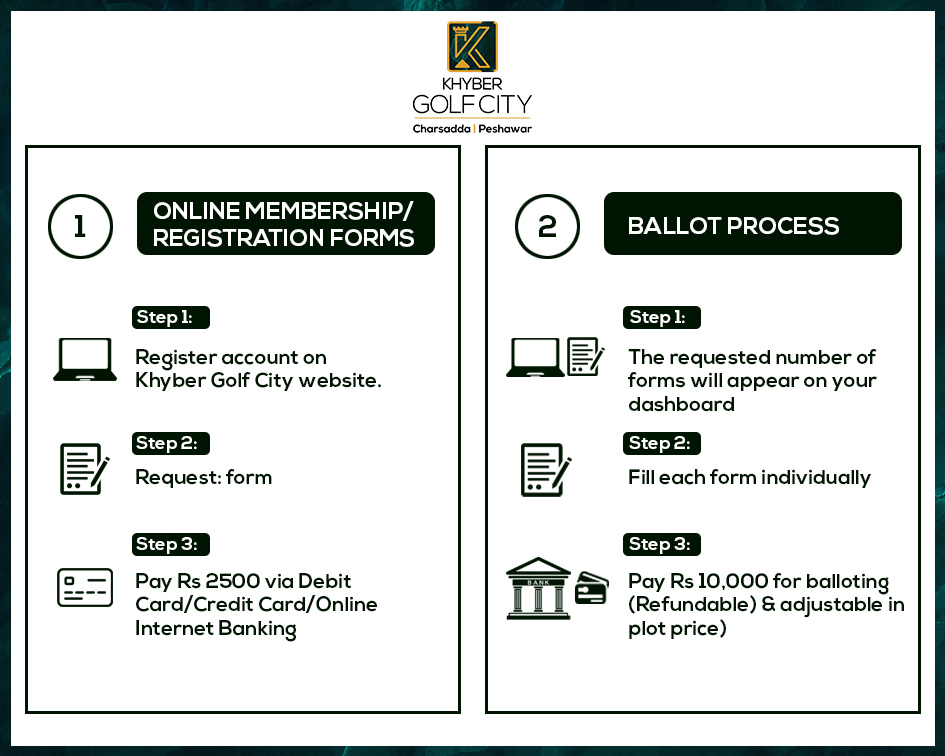 K
KHYBER
GOLF CITY
Charsadda | Peshawar
1
ONLINE MEMBERSHIP/
REGISTRATION FORMS
Step 1:
Register account on
Khyber Golf City website.
Step 2:
Request: form
Step 3:
Pay Rs 2500 via Debit
Card/Credit Card/Online
Internet Banking
2
BALLOT PROCESS
Step 1:
The requested number of
forms will appear on your
dashboard
Step 2:
Fill each form individually
Step 3:
BANK
Pay Rs 10,000 for balloting
(Refundable) & adjustable in
plot price)